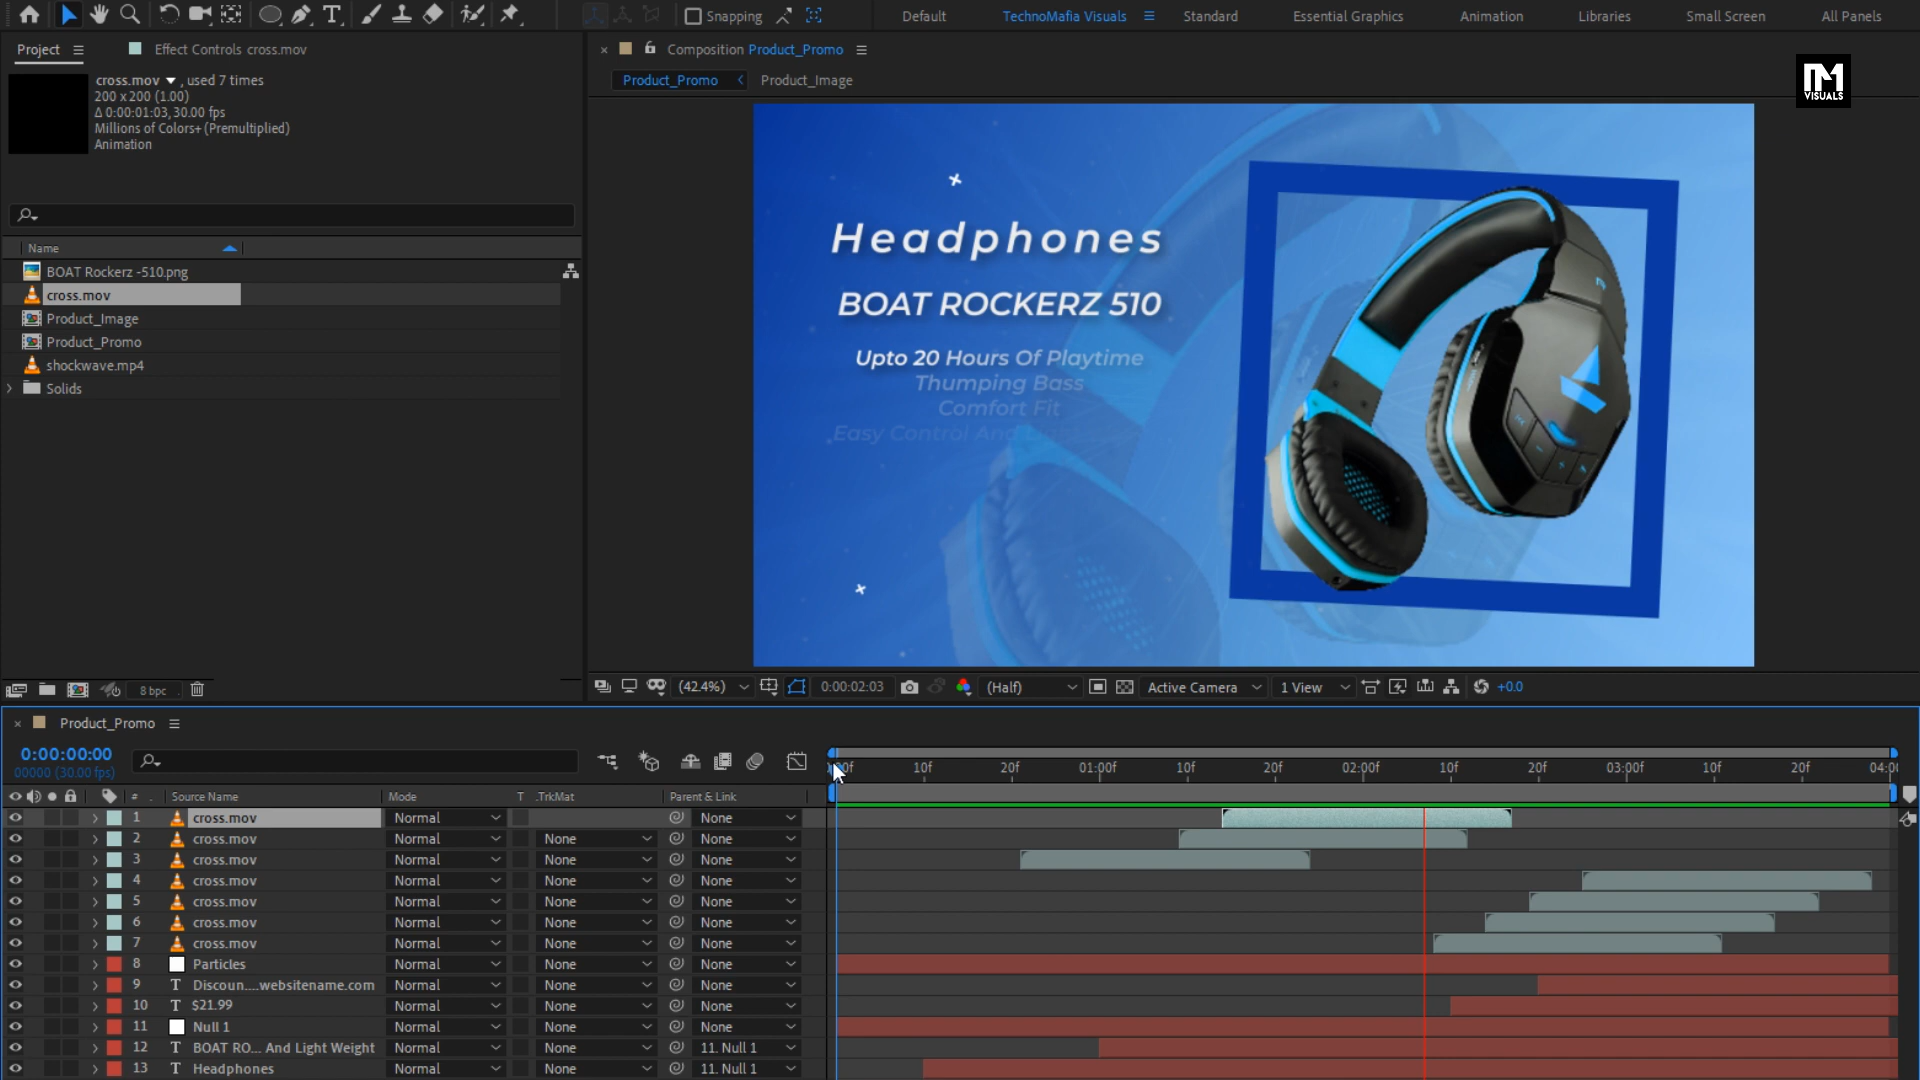 Snapping
Default
TechnoMafia Visuals
Standard
Essential Graphics
Animation
Libraries
Small Screen
All Panels
Project
Effect Controls cross.mov
Composition Product_Promo
Product_Promo
Product_Image
cross.mov , used 7 times
200 x 200 (1.00)
Δ 0:00:01:03, 30.00 fps
Millions of Colors+ (Premultiplied)
Animation
M
VISUALS
Name
BOAT Rockerz -510.png
cross.mov
Product_Image
Product_Promo
shockwave.mp4
Solids
Headphones
BOAT ROCKERZ 510
Upto 20 Hours Of Playtime
Thumping Bass
Comfort Fit
Easy Control And
8 bpc
(42.4%)
0:00:02:03
(Half)
Active Camera
1 View
+0.0
Product_Promo
0:00:00:00
00000 (30.00 fps)
10f 20f 01:00f 10f 20f 02:00f 10f 20f 03:00f 10f 20f
# Source Name Mode T .TrkMat Parent & Link
1 cross.mov Normal None
2 cross.mov Normal None None
3 cross.mov Normal None None
4 cross.mov Normal None None
5 cross.mov Normal None None
6 cross.mov Normal None None
7 cross.mov Normal None None
8 Particles Normal None None
9 T Discoun....websitename.com Normal None None
10 T $21.99 Normal None None
11 Null 1 Normal None None
12 T BOAT RO... And Light Weight Normal None 11. Null 1
13 T Headphones Normal None 11. Null 1